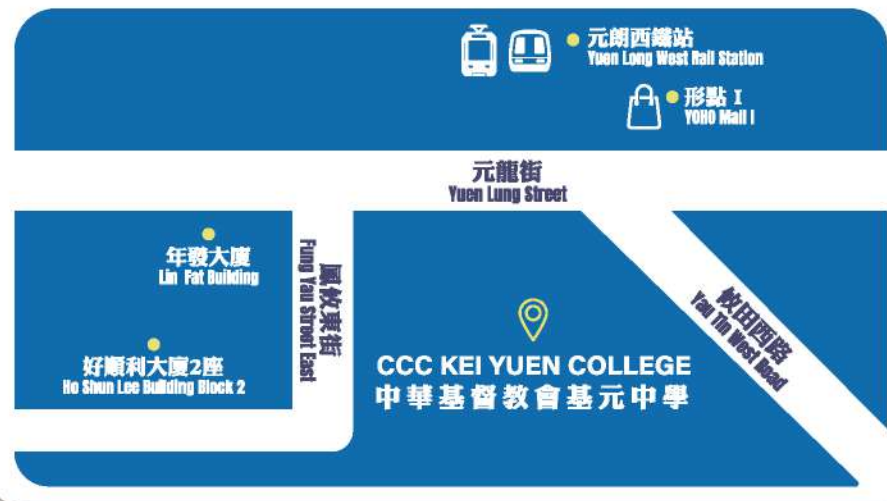 元朗西鐵站
Yuen Long West Rail Station
形點 I
YOHO Mall I
元龍街
Yuen Lung Street
年發大廈
Lin Fat Building
鳳攸東街
Fung Yau Street East
攸田西路
Yau Tin West Road
好順利大廈2座
Ho Shun Lee Building Block 2
CCC KEI YUEN COLLEGE
中華基督教會基元中學